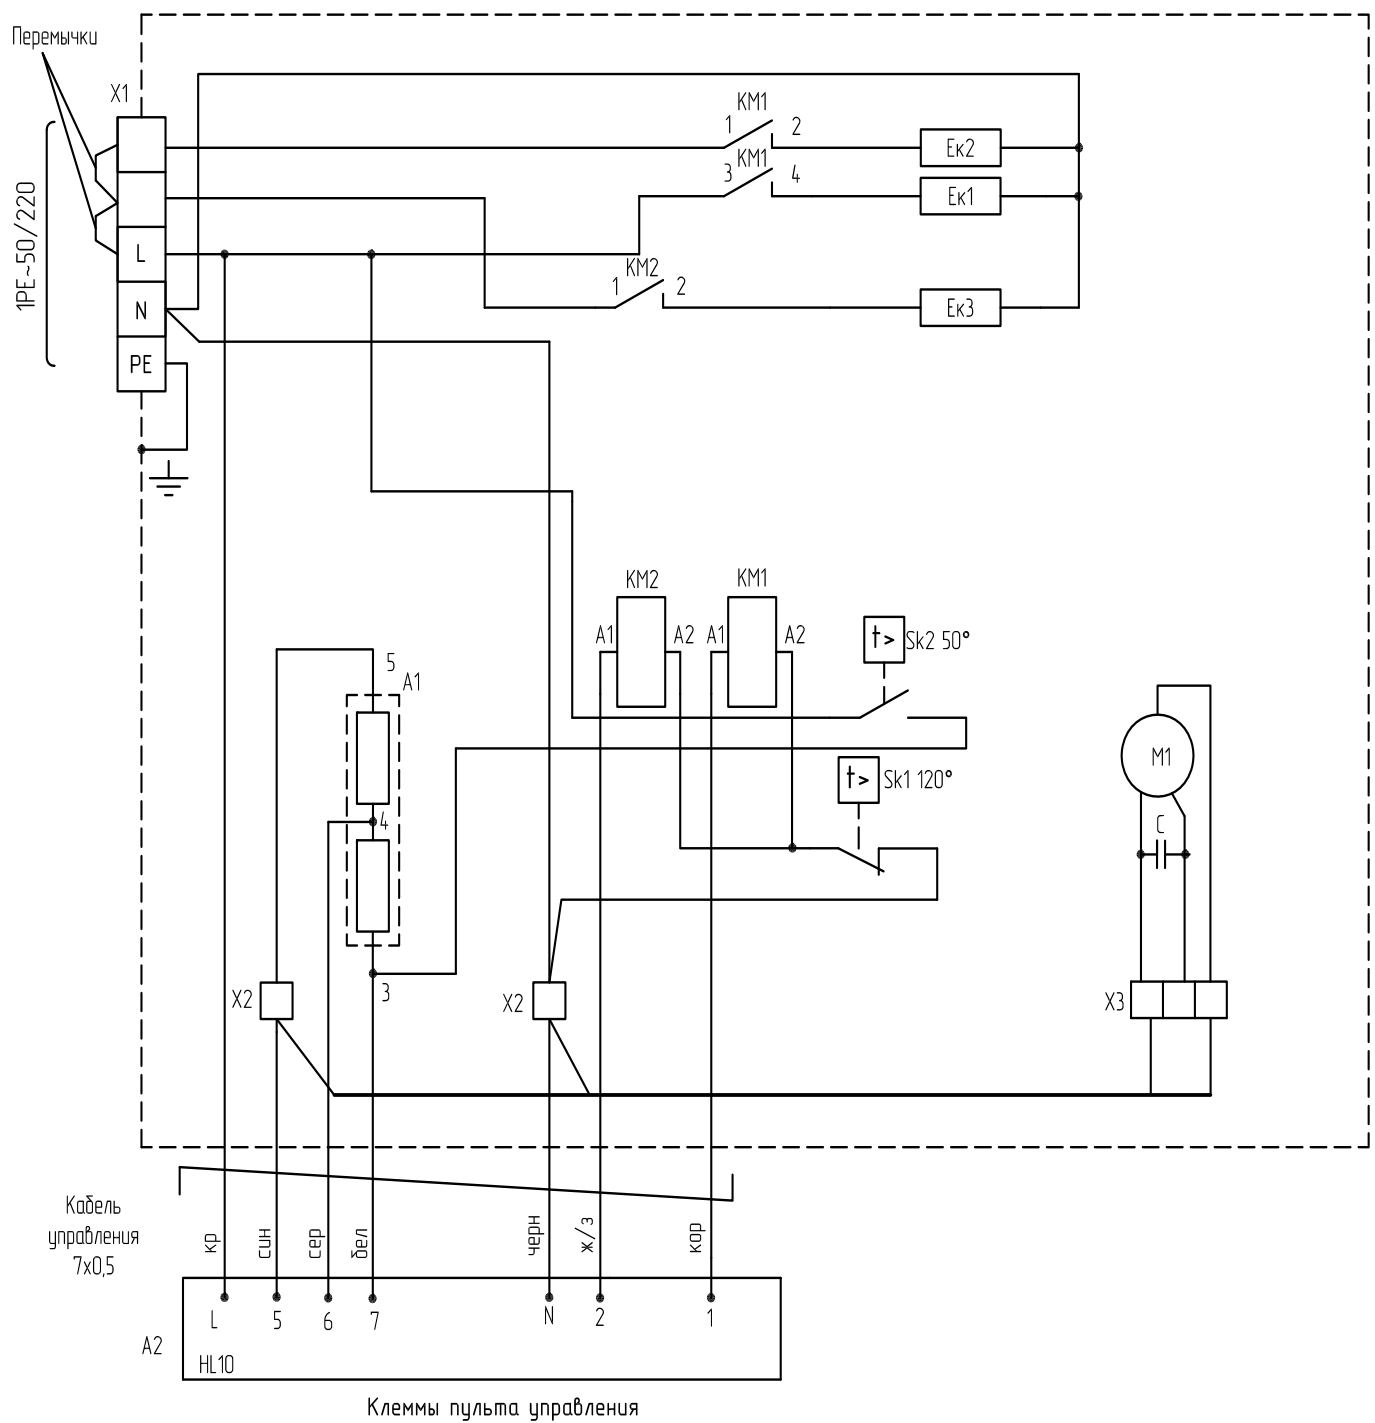 Перемычки
X1
KM1
1 2
Ек2
KM1
3 4
Ек1
1PE~50/220
L
KM2
1 2
N
Ек3
PE
KM2
KM1
A1 A2 A1 A2
t> Sk2 50°
5
A1
M1
t> Sk1 120°
4
C
3
X2
X2
X3
Кабель
управления
7x0,5
кр
син
сер
бел
черн
ж/з
кор
L 5 6 7 N 2 1
A2
HL10
Клеммы пульта управления